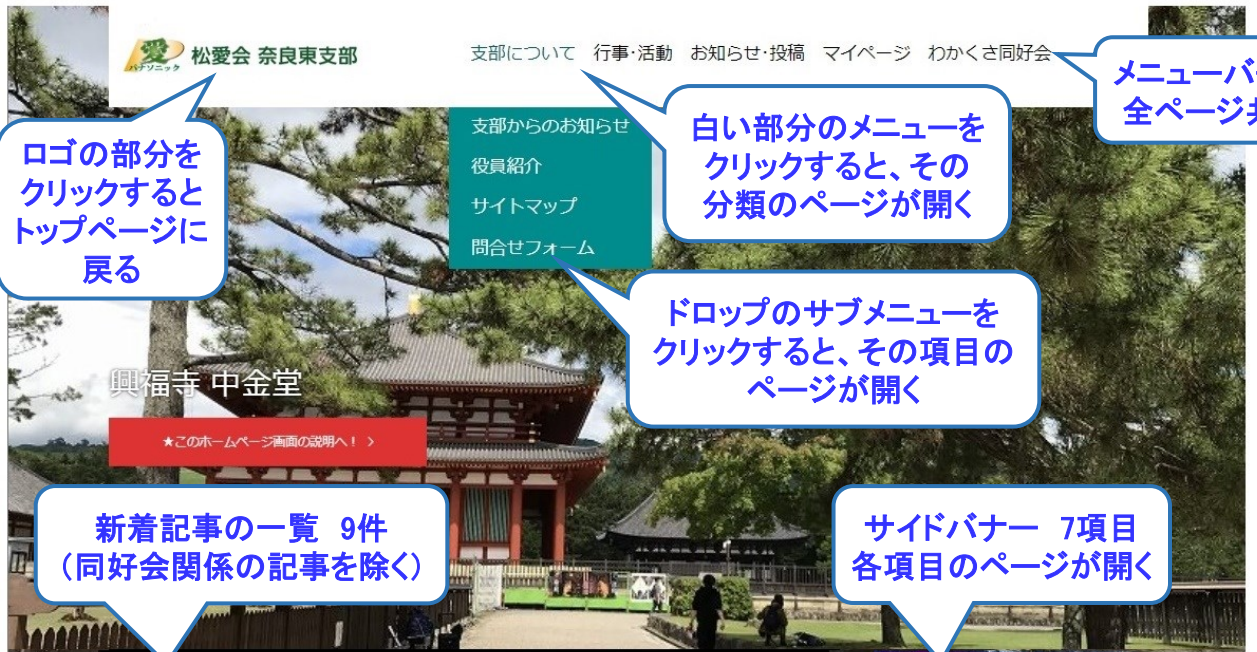 愛
パナソニック
松愛会 奈良東支部
支部について 行事・活動 お知らせ・投稿 マイページ わかくさ同好会
メニューバ
全ページ
支部からのお知らせ
役員紹介
サイトマップ
問合せフォーム
ロゴの部分を
クリックすると
トップページに
戻る
白い部分のメニューを
クリックすると、その
分類のページが開く
ドロップのサブメニューを
クリックすると、その項目の
ページが開く
興福寺 中金堂
★このホームページ画面の説明へ! >
新着記事の一覧 9件
(同好会関係の記事を除く)
サイドバナー 7項目
各項目のページが開く